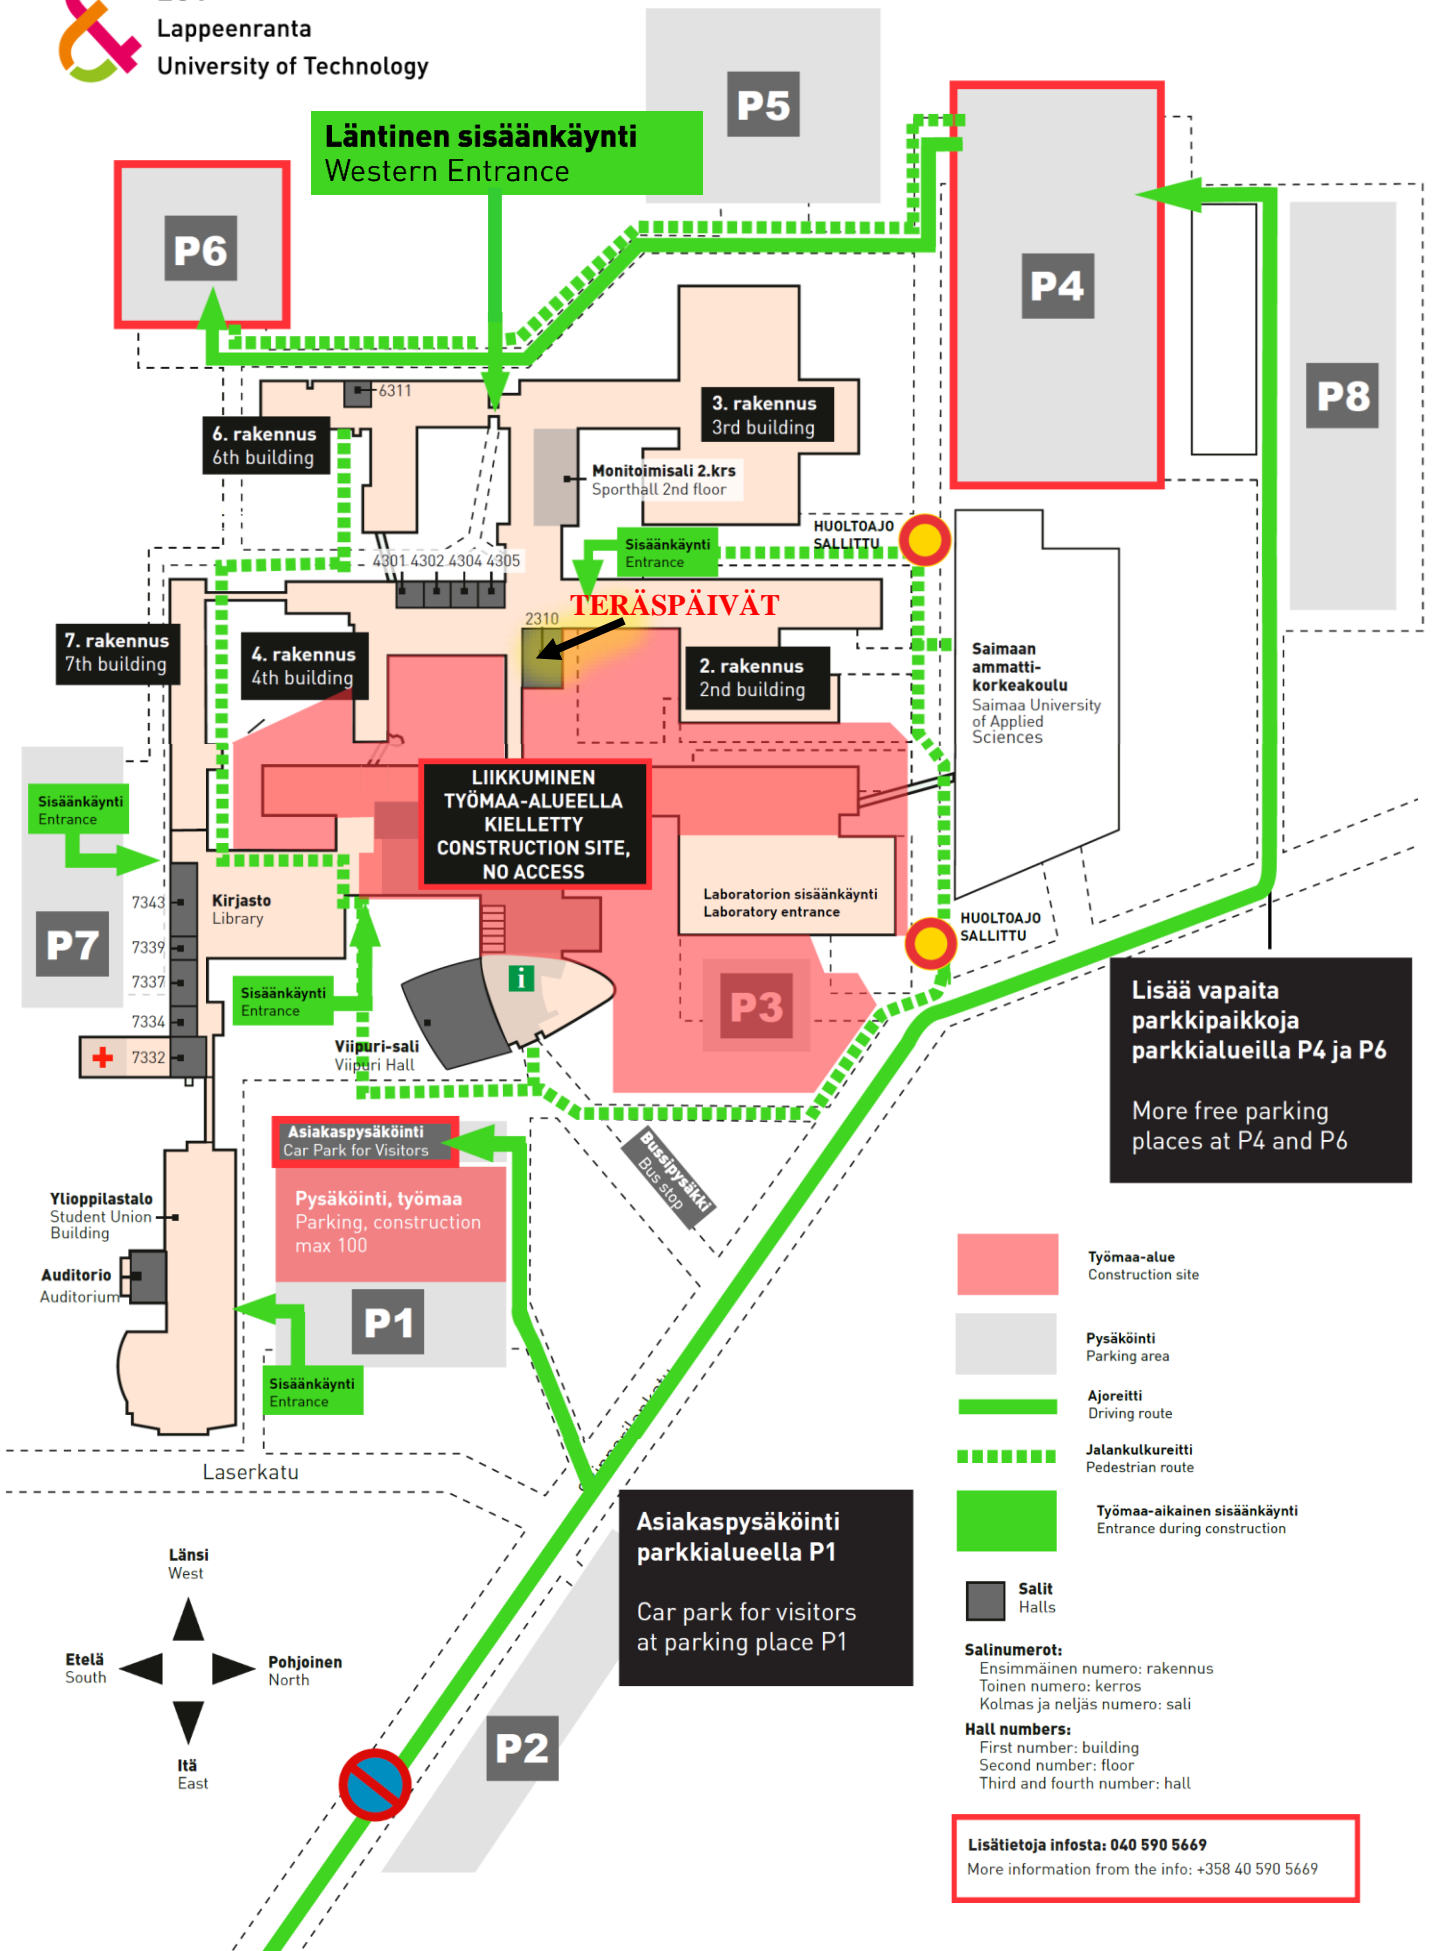 Lappeenranta
University of Technology
Läntinen sisäänkäynti
Western Entrance
P5
P6
P4
P8
6311
6. rakennus
6th building
3. rakennus
3rd building
Monitoimisali 2.krs
Sporthall 2nd floor
HUOLTOAJO
SALLITTU
Sisäänkäynti
Entrance
4301 4302 4304 4305
TERÄSPÄIVÄT
2310
7. rakennus
7th building
4. rakennus
4th building
2. rakennus
2nd building
Saimaan
ammatti-
korkeakoulu
Saimaa University
of Applied
Sciences
LIIKKUMINEN
TYÖMAA-ALUEELLA
KIELLETTY
CONSTRUCTION SITE,
NO ACCESS
Sisäänkäynti
Entrance
P7
7343
7339
7337
7334
7332
Kirjasto
Library
Laboratorion sisäänkäynti
Laboratory entrance
HUOLTOAJO
SALLITTU
i
P3
Sisäänkäynti
Entrance
Viipuri-sali
Viipuri Hall
Lisää vapaita
parkkipaikkoja
parkkialueilla P4 ja P6
More free parking
places at P4 and P6
Asiakaspysäköinti
Car Park for Visitors
Bussipysäkki
Bus stop
Pysäköinti, työmaa
Parking, construction
max 100
Ylioppilastalo
Student Union
Building
Auditorio
Auditorium
P1
Sisäänkäynti
Entrance
Työmaa-alue
Construction site
Pysäköinti
Parking area
Ajoreitti
Driving route
Jalankulkureitti
Pedestrian route
Työmaa-aikainen sisäänkäynti
Entrance during construction
Laserkatu
Asiakaspysäköinti
parkkialueella P1
Car park for visitors
at parking place P1
Länsi
West
Etelä
South
Pohjoinen
North
Itä
East
P2
Salit
Halls
Salinumerot:
Ensimmäinen numero: rakennus
Toinen numero: kerros
Kolmas ja neljäs numero: sali
Hall numbers:
First number: building
Second number: floor
Third and fourth number: hall
Lisätietoja infosta: 040 590 5669
More information from the info: +358 40 590 5669